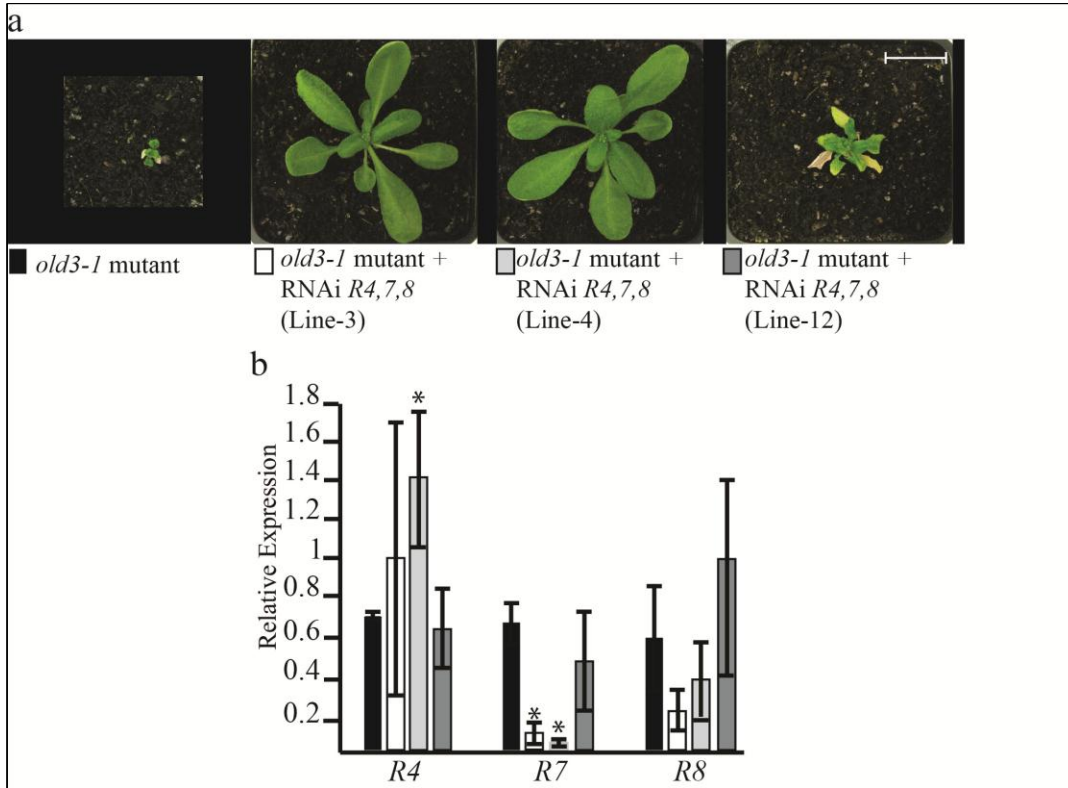 a
old3-1 mutant
old3-1 mutant +
RNAi R4,7,8
(Line-3)
old3-1 mutant +
RNAi R4,7,8
(Line-4)
old3-1 mutant +
RNAi R4,7,8
(Line-12)
b
Relative Expression
1.8
1.6
1.4
1.2
1
0.8
0.6
0.4
0.2
*
*
*
R4
R7
R8